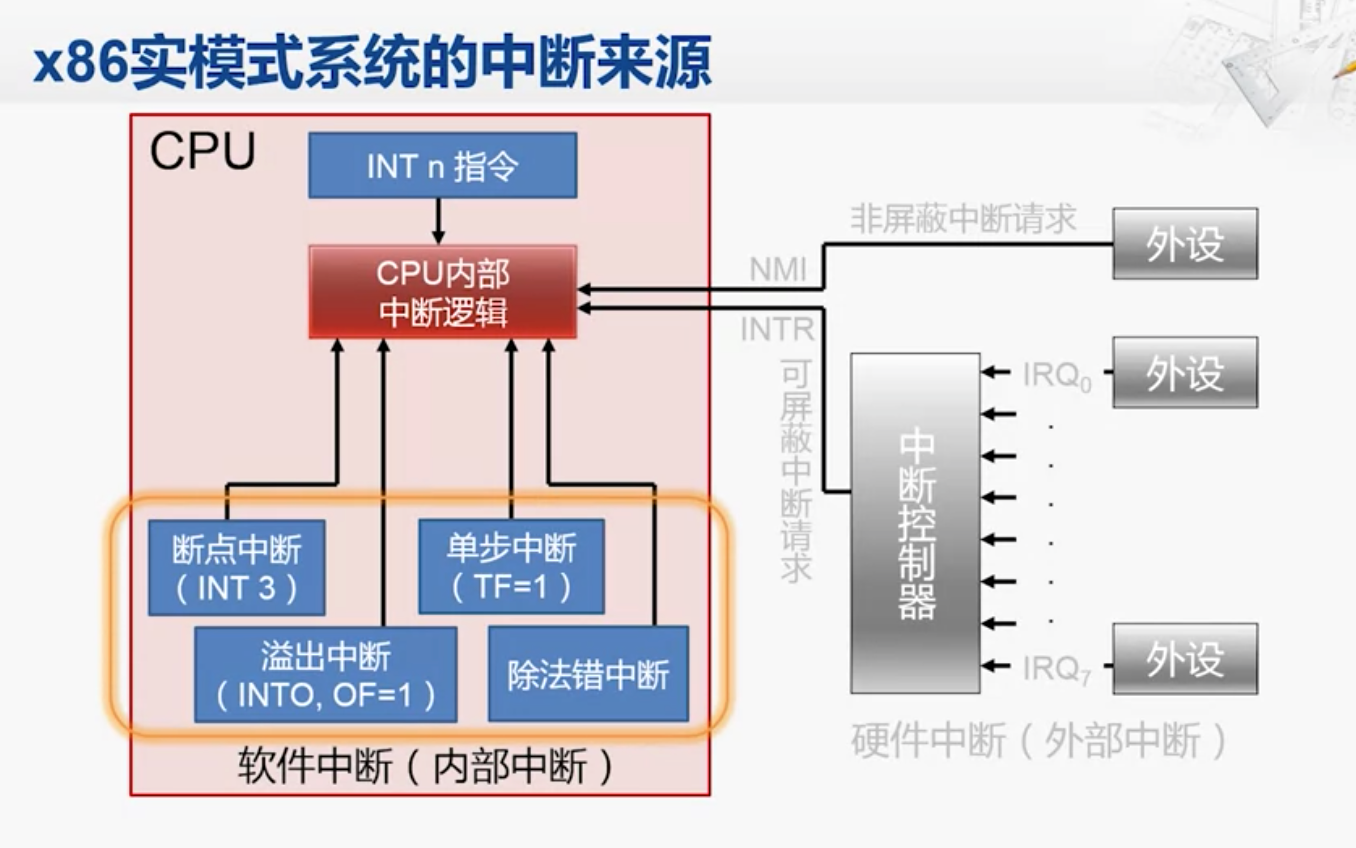 x86实模式系统的中断来源
CPU
INT n 指令
CPU内部
中断逻辑
断点中断
（INT 3）
单步中断
（TF=1）
溢出中断
（INTO, OF=1）
除法错中断
软件中断（内部中断）
非屏蔽中断请求
外设
NMI
INTR
可屏蔽中断请求
中断控制器
IRQ0
外设
IRQ7
外设
硬件中断（外部中断）